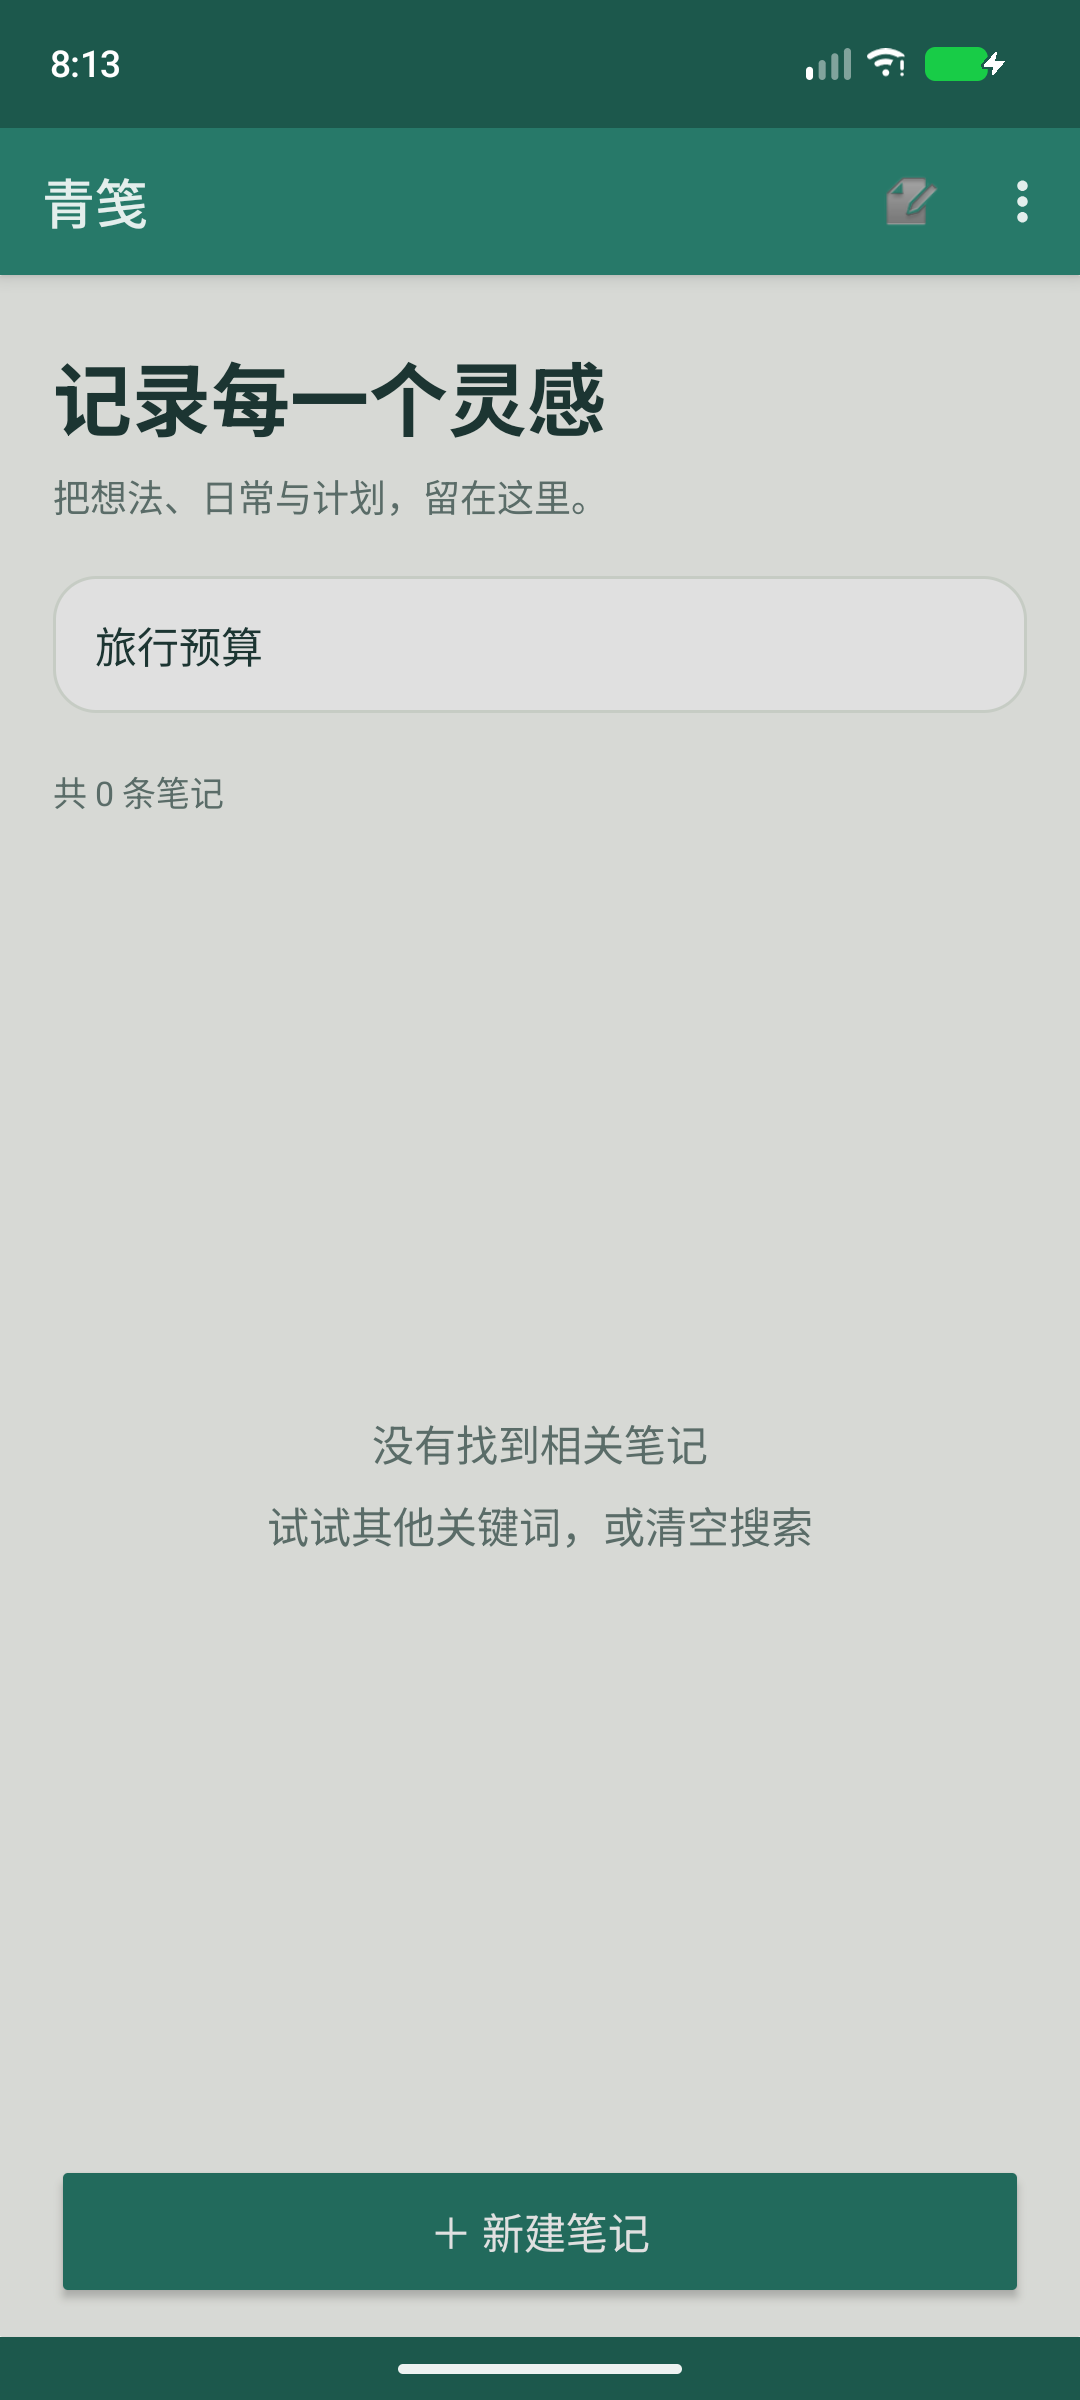 8:13
青笺
记录每一个灵感
把想法、日常与计划，留在这里。
旅行预算
共 0 条笔记
没有找到相关笔记
试试其他关键词，或清空搜索
＋ 新建笔记